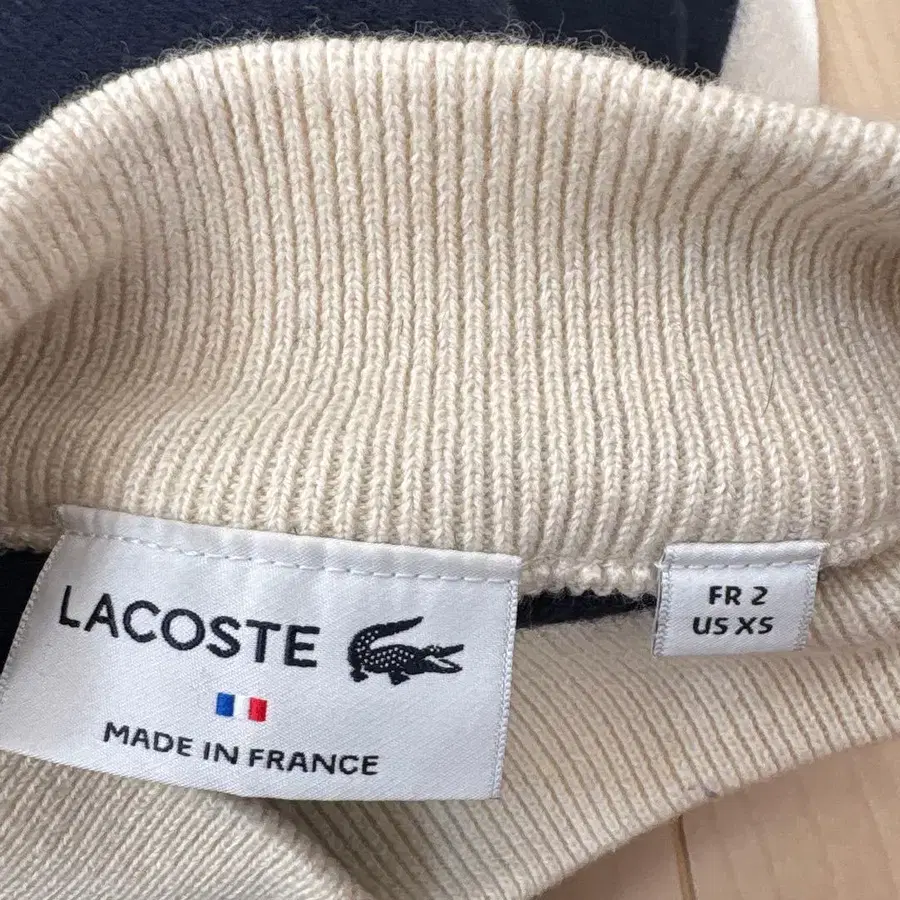 LACOSTE
MADE IN FRANCE
FR 2
US XS